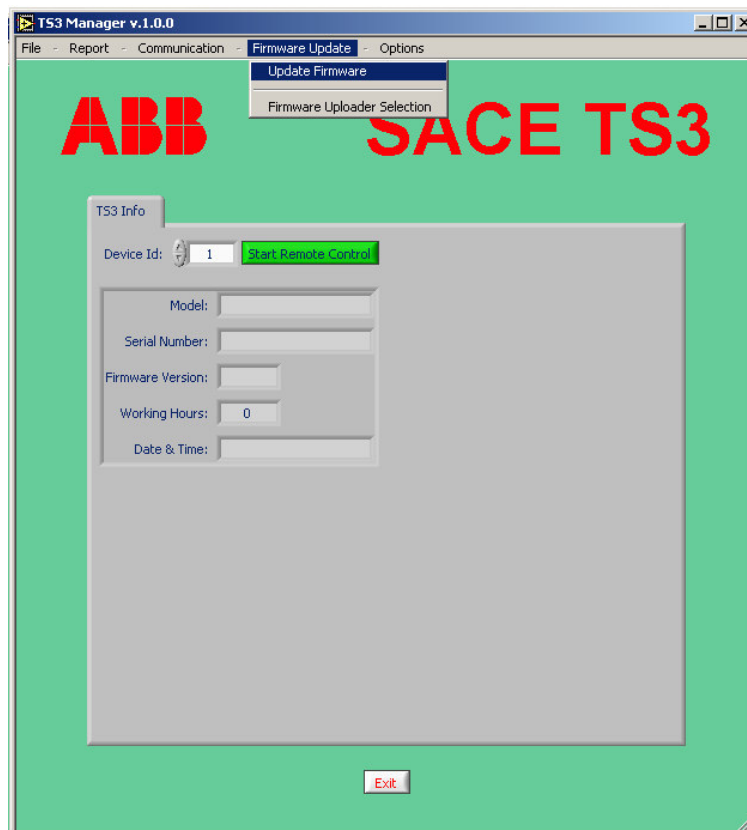 TS3 Manager v.1.0.0
File - Report - Communication - Firmware Update - Options
Update Firmware
Firmware Uploader Selection
ABB SACE TS3
TS3 Info
Device Id: 1 Start Remote Control
Model:
Serial Number:
Firmware Version:
Working Hours: 0
Date & Time:
Exit